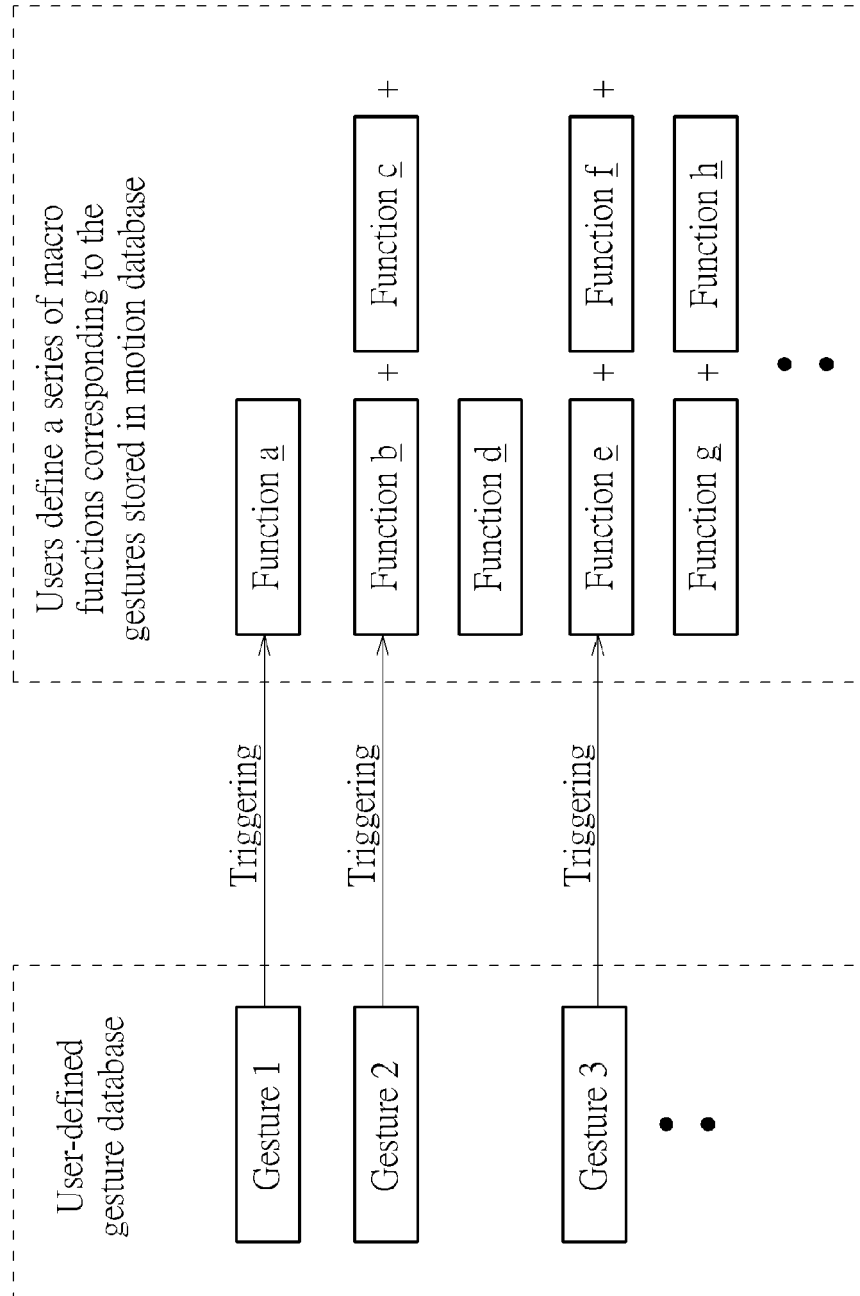 User-defined
gesture database
Gesture 1
Gesture 2
Gesture 3
Triggering
Triggering
Triggering
Users define a series of macro
functions corresponding to the
gestures stored in motion database
Function a
Function b + Function c +
Function d
Function e + Function f +
Function g + Function h